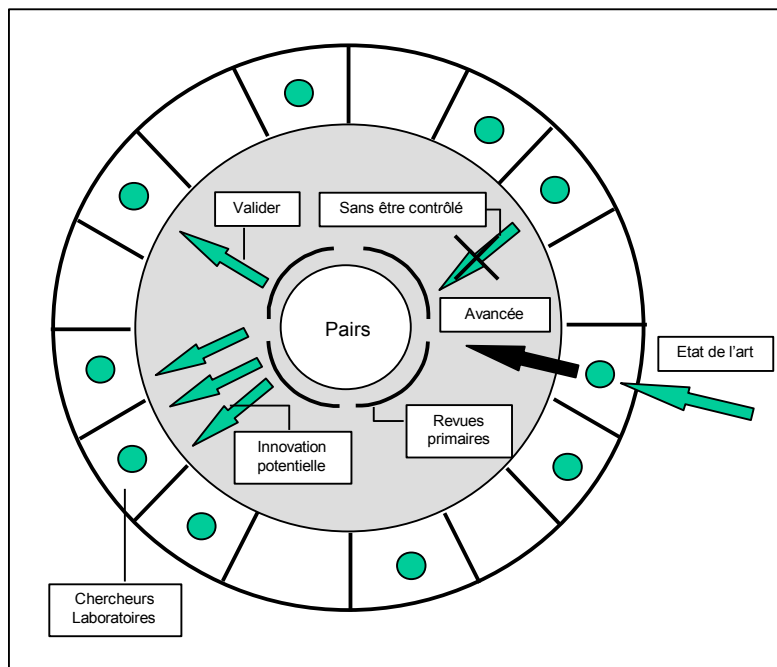 Valider
Sans être contrôlé
Pairs
Avancée
Etat de l'art
Innovation
potentielle
Revues
primaires
Chercheurs
Laboratoires